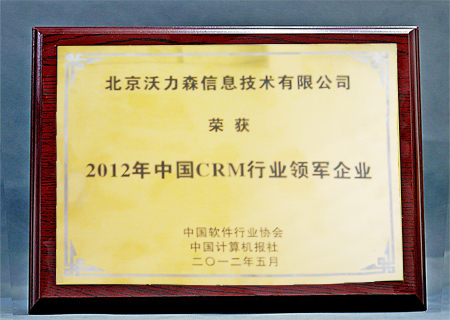 北京沃力森信息技术有限公司
荣获
2012年中国CRM行业领军企业
中国软件行业协会
中国计算机报社
二〇一二年五月